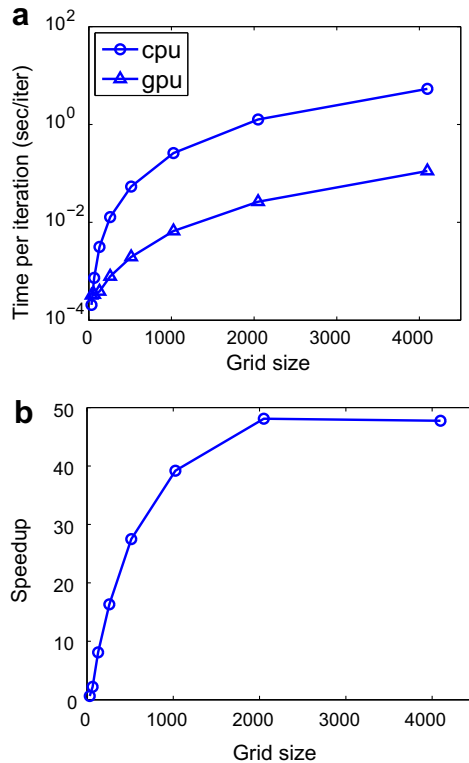 a
10^2
10^0
10^-2
10^-4
Time per iteration (sec/iter)
cpu
gpu
0 1000 2000 3000 4000
Grid size
b
50
40
30
20
10
0
Speedup
0 1000 2000 3000 4000
Grid size